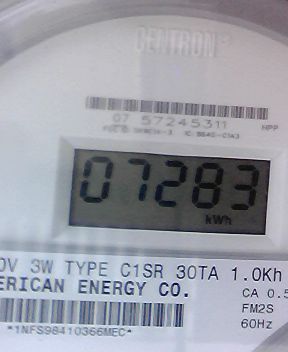 CENTRON
07 57245311 HPP
07283
kWh
0V 3W TYPE C1SR 30TA 1.0Kh
ERICAN ENERGY CO. CA 0.5
FM2S
60Hz
*1NFS98410366MEC*